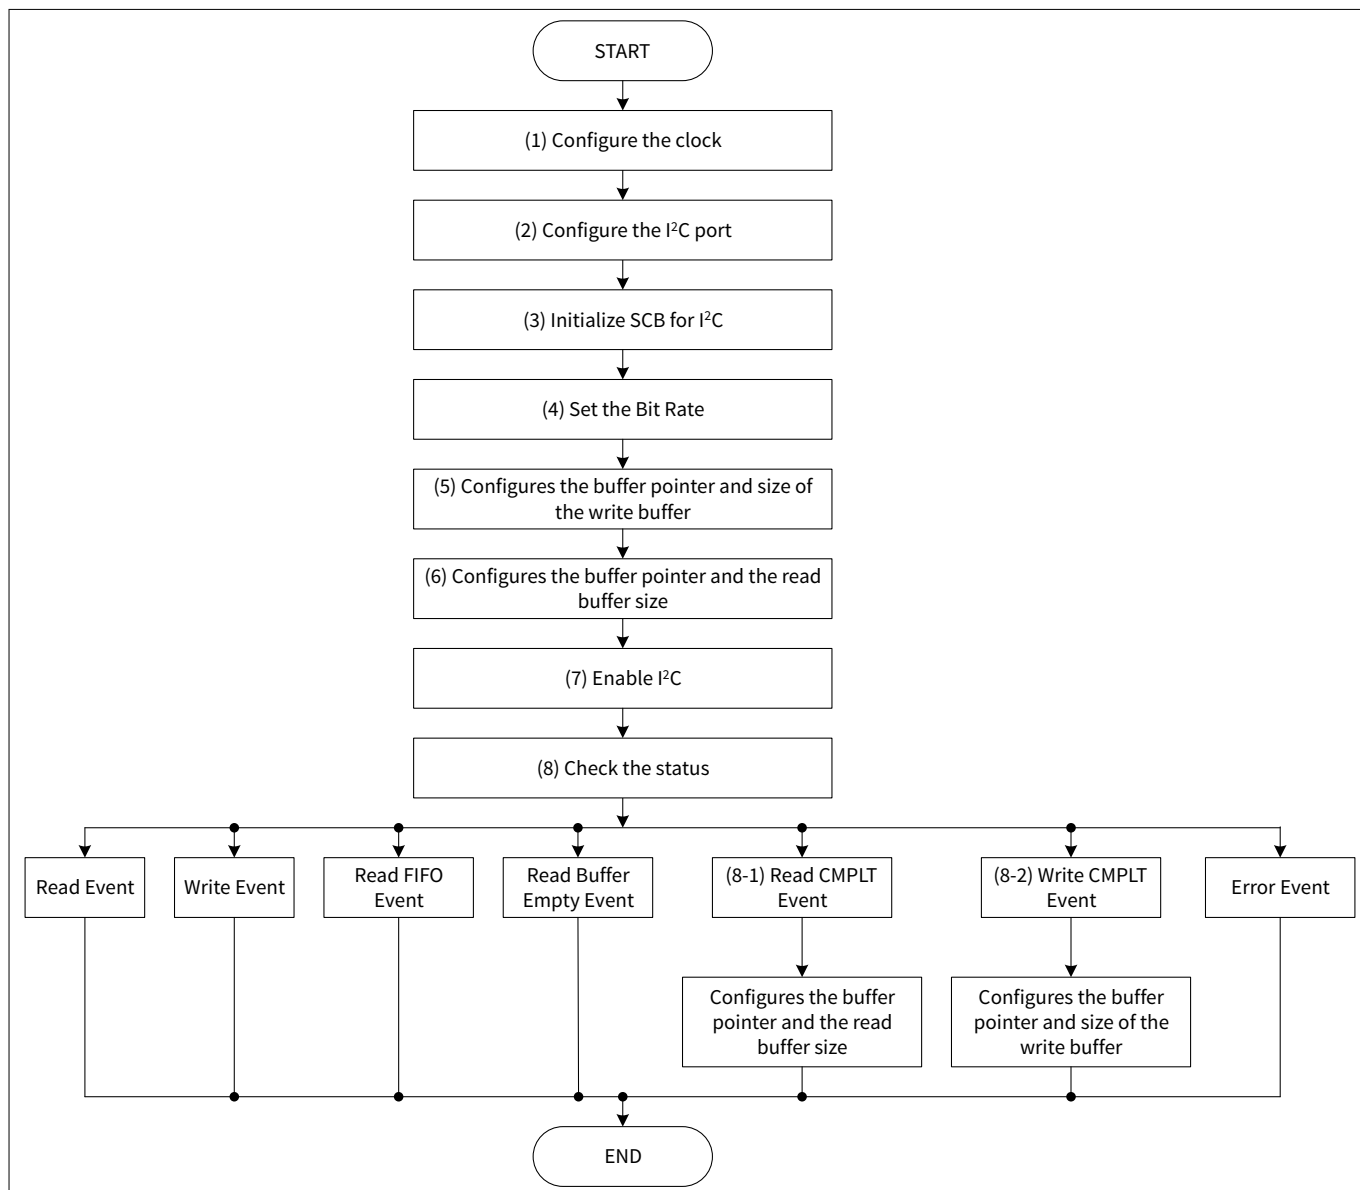 START
(1) Configure the clock
(2) Configure the I²C port
(3) Initialize SCB for I²C
(4) Set the Bit Rate
(5) Configures the buffer pointer and size of
the write buffer
(6) Configures the buffer pointer and the read
buffer size
(7) Enable I²C
(8) Check the status
Read Event
Write Event
Read FIFO
Event
Read Buffer
Empty Event
(8-1) Read CMPLT
Event
(8-2) Write CMPLT
Event
Error Event
Configures the buffer
pointer and the read
buffer size
Configures the buffer
pointer and size of the
write buffer
END